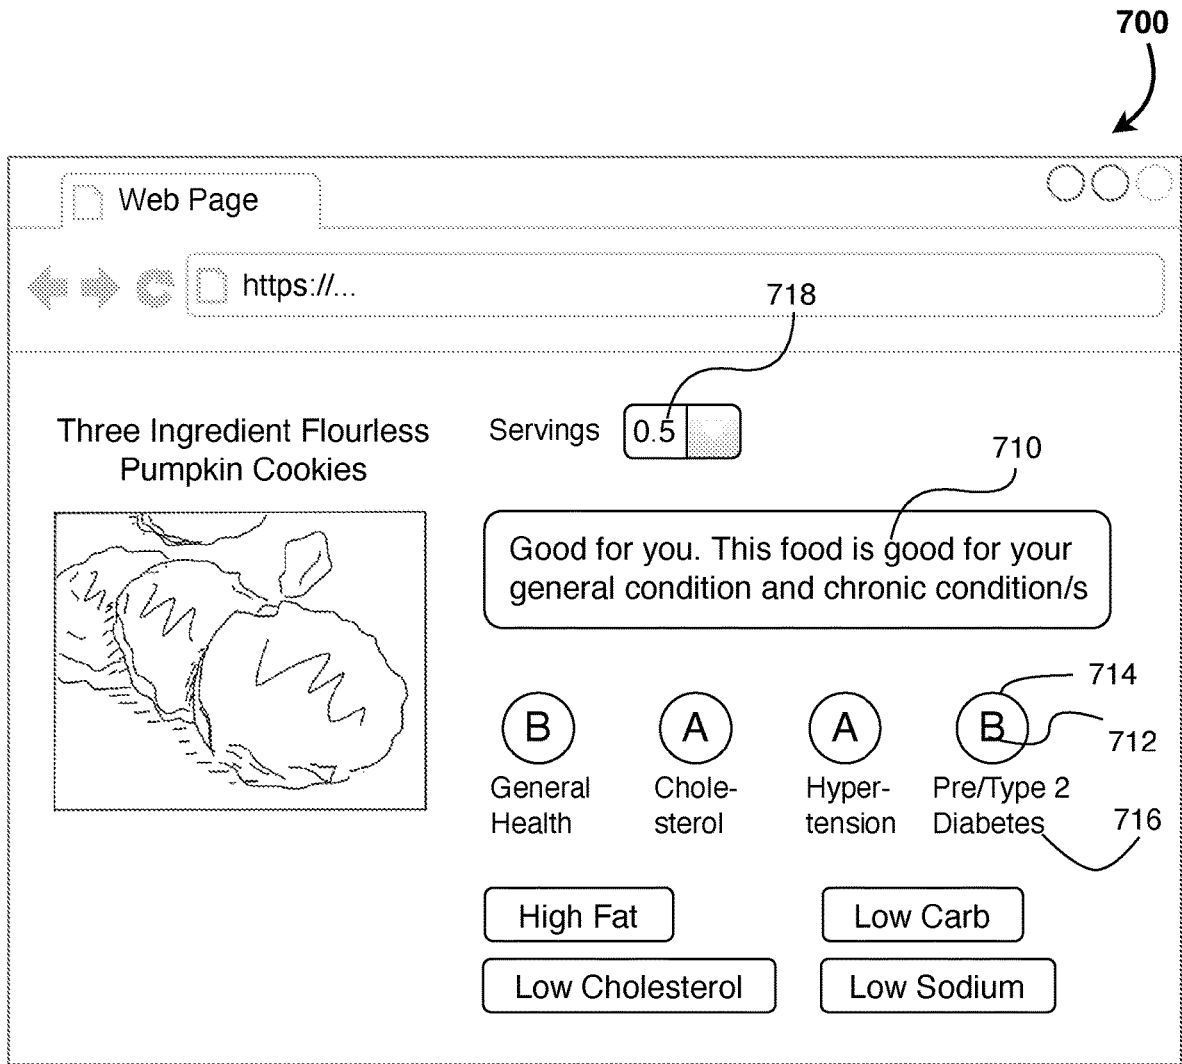 700
Web Page
https://...
718
Three Ingredient Flourless
Pumpkin Cookies
Servings 0.5
710
Good for you. This food is good for your
general condition and chronic condition/s
714
712
B A A B
General
Health
Chole-
sterol
Hyper-
tension
Pre/Type 2
Diabetes
716
High Fat
Low Carb
Low Cholesterol
Low Sodium